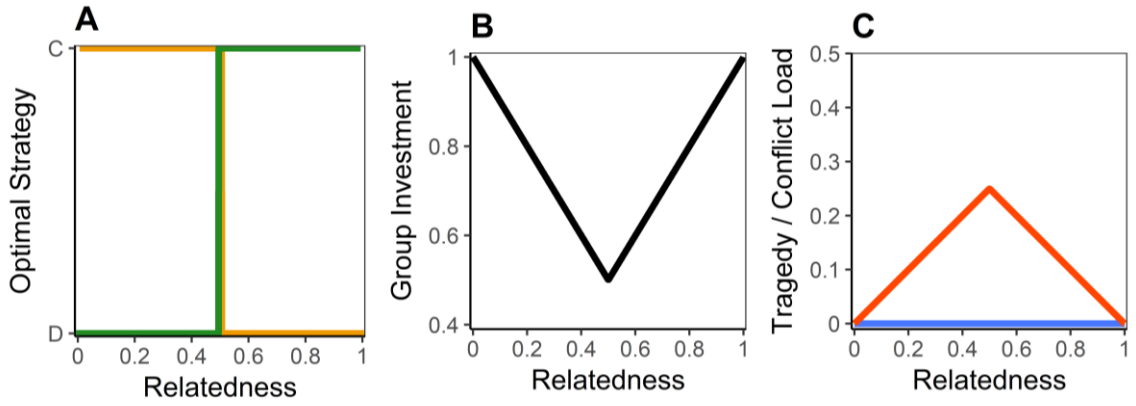 A
Optimal Strategy
C
D
0 0.2 0.4 0.6 0.8 1
Relatedness
B
Group Investment
1
0.8
0.6
0.4
0 0.2 0.4 0.6 0.8 1
Relatedness
C
Tragedy / Conflict Load
0.5
0.4
0.3
0.2
0.1
0
0 0.2 0.4 0.6 0.8 1
Relatedness